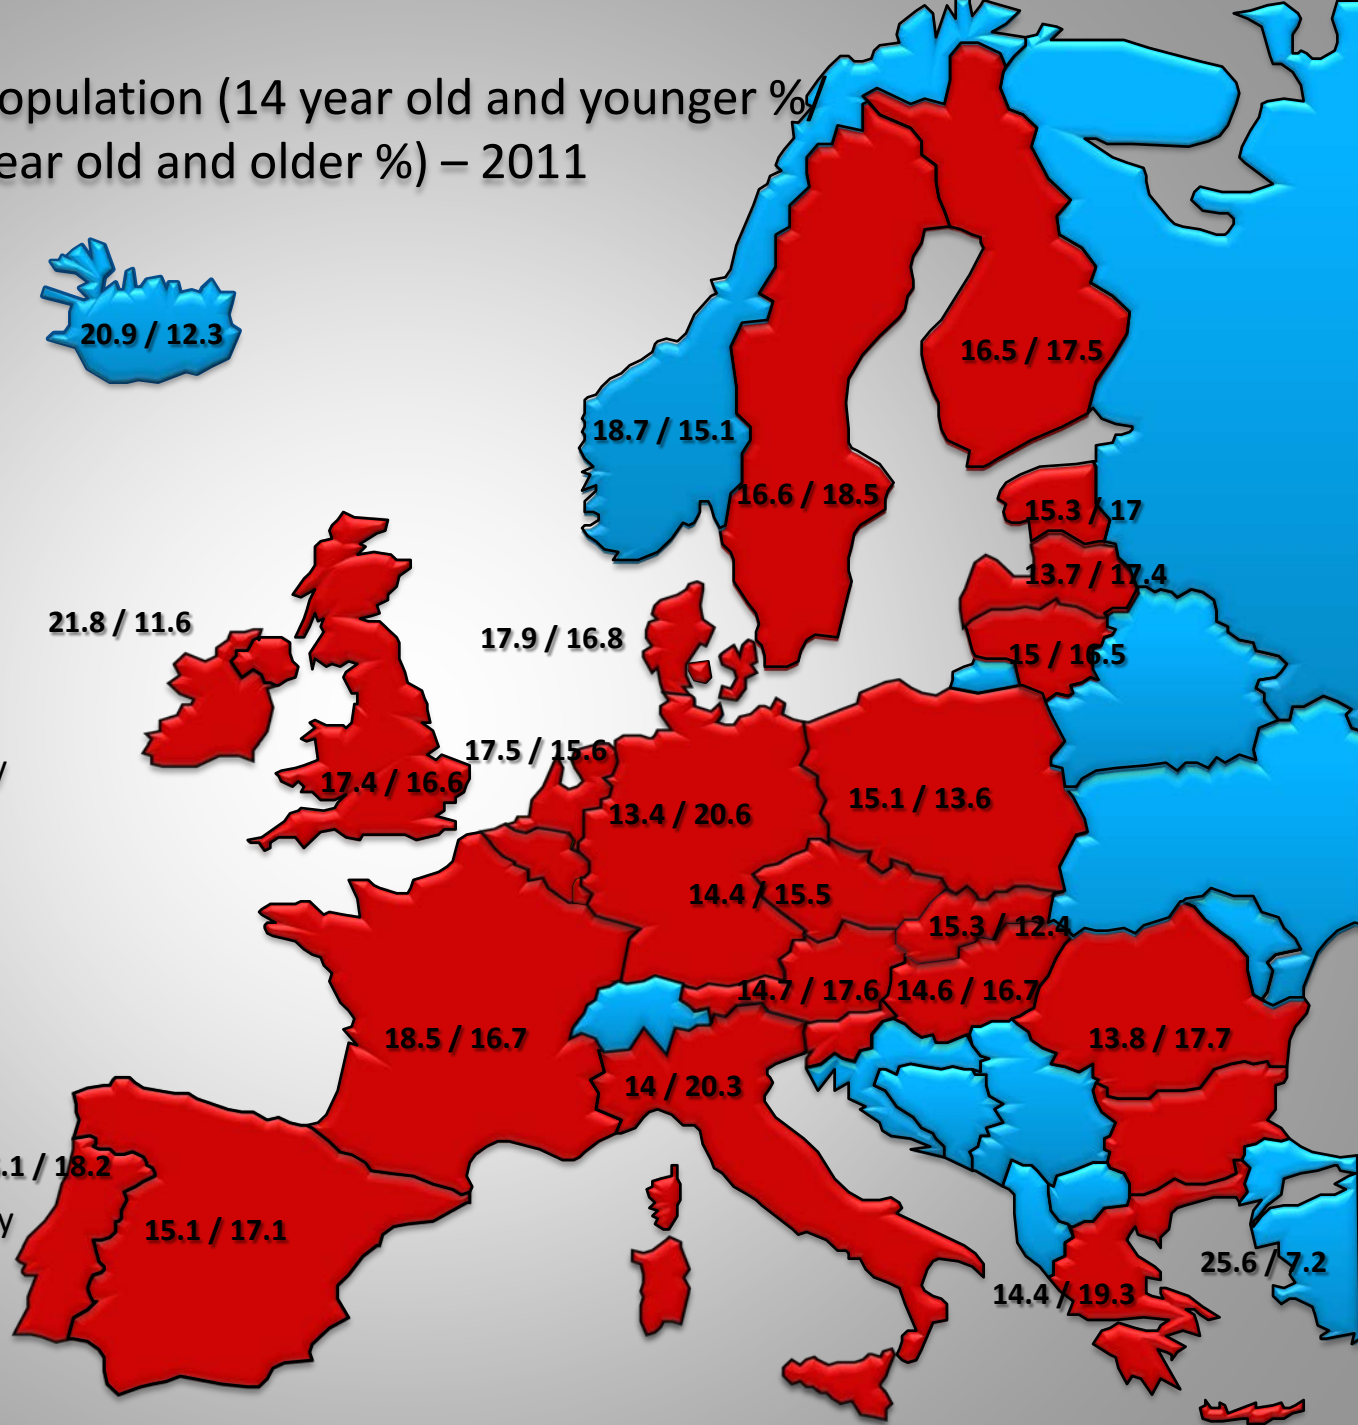 opulation (14 year old and younger %/
ear old and older %) – 2011
20.9 / 12.3
16.5 / 17.5
18.7 / 15.1
16.6 / 18.5
15.3 / 17
13.7 / 17.4
21.8 / 11.6
17.9 / 16.8
15 / 16.5
17.5 / 15.6
/
17.4 / 16.6
13.4 / 20.6
15.1 / 13.6
14.4 / 15.5
15.3 / 12.4
14.7 / 17.6
14.6 / 16.7
18.5 / 16.7
13.8 / 17.7
14 / 20.3
.1 / 18.2
y
15.1 / 17.1
25.6 / 7.2
14.4 / 19.3